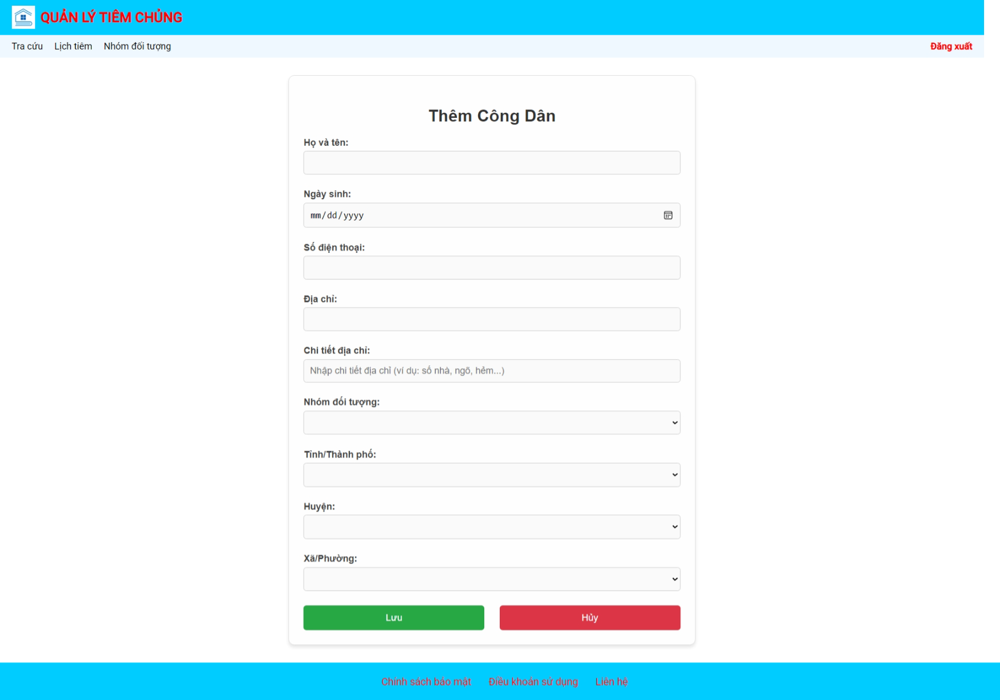 QUẢN LÝ TIÊM CHỦNG
Tra cứu Lịch tiêm Nhóm đối tượng Đăng xuất
Thêm Công Dân
Họ và tên:
Ngày sinh:
mm/dd/yyyy
Số điện thoại:
Địa chỉ:
Chi tiết địa chỉ:
Nhập chi tiết địa chỉ (ví dụ: số nhà, ngõ, hẻm...)
Nhóm đối tượng:
Tỉnh/Thành phố:
Huyện:
Xã/Phường:
Lưu Hủy
Chính sách bảo mật Điều khoản sử dụng Liên hệ